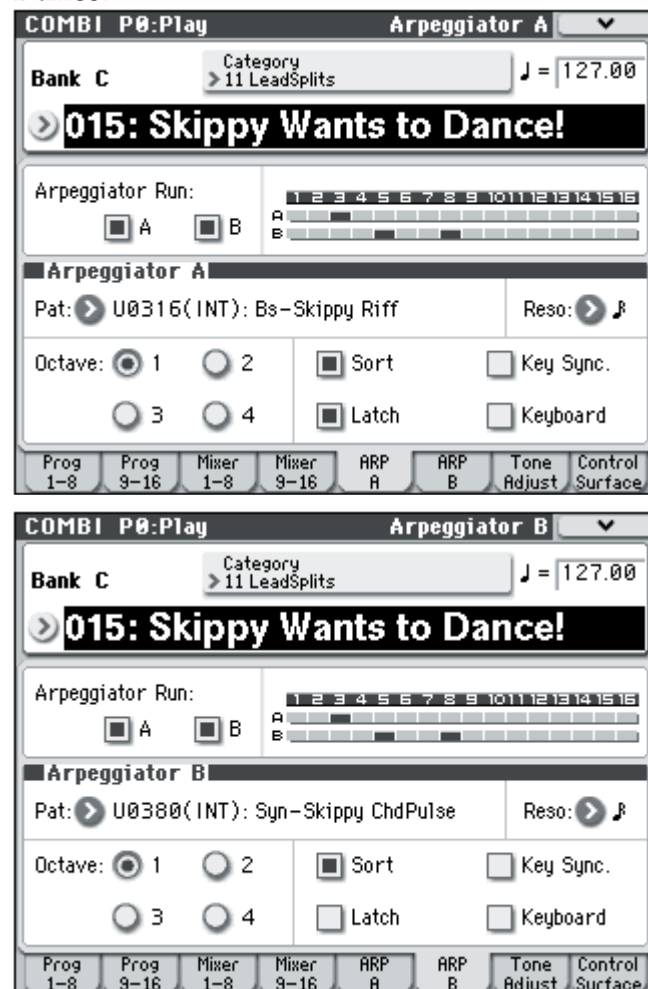 COMBI P0:Play Arpeggiator A
Bank C Category 11 LeadSplits ♩ = 127.00
015: Skippy Wants to Dance!
Arpeggiator Run: A B
1 2 3 4 5 6 7 8 9 10 11 12 13 14 15 16
A
B
Arpeggiator A
Pat: U0316(INT): Bs-Skippy Riff Reso:
Octave: 1 2 Sort Key Sync.
3 4 Latch Keyboard
Prog 1-8 Prog 9-16 Mixer 1-8 Mixer 9-16 ARP A ARP B Tone Adjust Control Surface
COMBI P0:Play Arpeggiator B
Bank C Category 11 LeadSplits ♩ = 127.00
015: Skippy Wants to Dance!
Arpeggiator Run: A B
1 2 3 4 5 6 7 8 9 10 11 12 13 14 15 16
A
B
Arpeggiator B
Pat: U0380(INT): Syn-Skippy ChdPulse Reso:
Octave: 1 2 Sort Key Sync.
3 4 Latch Keyboard
Prog 1-8 Prog 9-16 Mixer 1-8 Mixer 9-16 ARP A ARP B Tone Adjust Control Surface